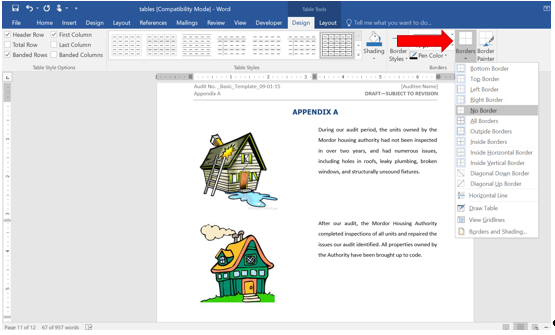 tables [Compatibility Mode] - Word
Table Tools
File Home Insert Design Layout References Mailings Review View Developer Design Layout Tell me what you want to do...
Header Row First Column
Total Row Last Column
Banded Rows Banded Columns
Shading
Border Styles
Pen Color
Borders
Border Painter
Table Style Options
Table Styles
Borders
Bottom Border
Top Border
Left Border
Right Border
No Border
All Borders
Outside Borders
Inside Borders
Inside Horizontal Border
Inside Vertical Border
Diagonal Down Border
Diagonal Up Border
Horizontal Line
Draw Table
View Gridlines
Borders and Shading...
Audit No. _Basic_Template_09-01-15
[Auditee Name]
Appendix A
DRAFT—SUBJECT TO REVISION
APPENDIX A
During our audit period, the units owned by the
Mordor housing authority had not been inspected
in over two years, and had numerous issues,
including holes in roofs, leaky plumbing, broken
windows, and structurally unsound fixtures.
After our audit, the Mordor Housing Authority
completed inspections of all units and repaired the
issues our audit identified. All properties owned by
the Authority have been brought up to code.
Page 11 of 12 67 of 957 words